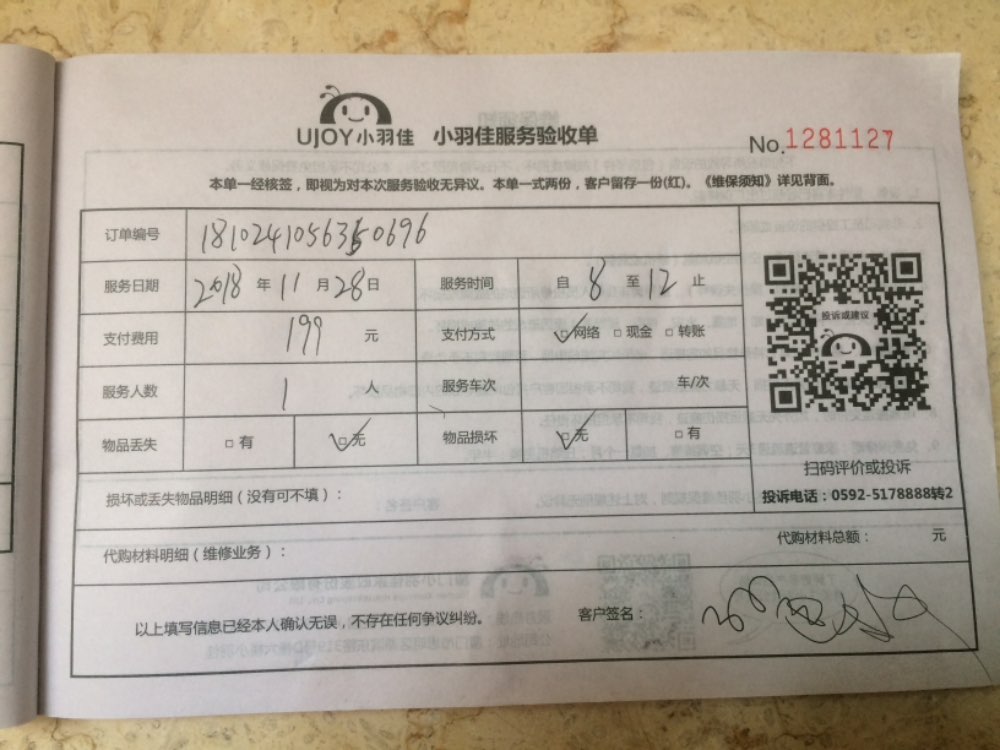 UJOY小羽佳 小羽佳服务验收单
No.1281127
本单一经核签，即视为对本次服务验收无异议。本单一式两份，客户留存一份(红)。《维保须知》详见背面。
订单编号
服务日期 2018 年 11 月 28 日 服务时间 自 8 至 12 止
支付费用 199 元 支付方式 ☑网络 □现金 □转账
投诉或建议
服务人数 1 人 服务车次 车/次
物品丢失 □有 ☑无 物品损坏 ☑无 □有
扫码评价或投诉
损坏或丢失物品明细（没有可不填）：
投诉电话：0592-5178888转2
代购材料明细（维修业务）： 代购材料总额： 元
以上填写信息已经本人确认无误，不存在任何争议纠纷。 客户签名：